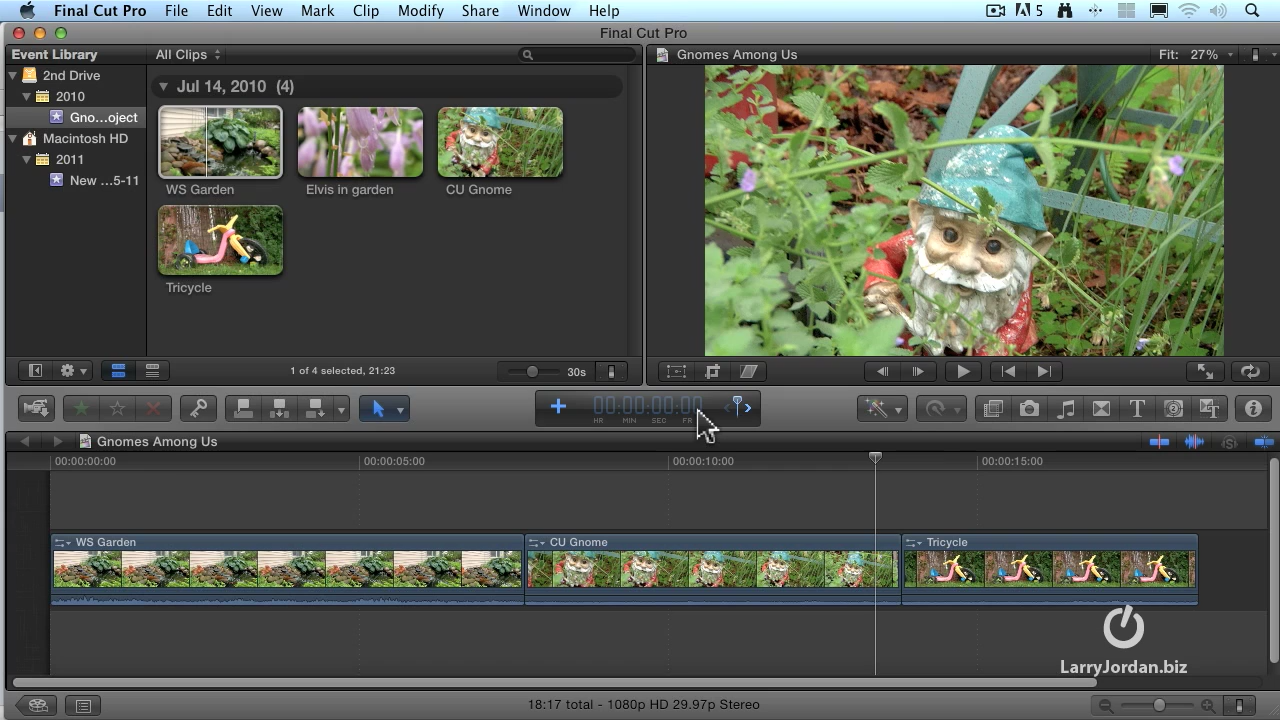 Final Cut Pro File Edit View Mark Clip Modify Share Window Help 5
Final Cut Pro
Event Library
All Clips
Gnomes Among Us
Fit: 27%
2nd Drive
2010
Gno...oject
Macintosh HD
2011
New ...5-11
Jul 14, 2010 (4)
WS Garden
Elvis in garden
CU Gnome
Tricycle
1 of 4 selected, 21:23
30s
00:00:00:00
HR MIN SEC FR
Gnomes Among Us
00:00:00:00
00:00:05:00
00:00:10:00
00:00:15:00
WS Garden
CU Gnome
Tricycle
LarryJordan.biz
18:17 total - 1080p HD 29.97p Stereo